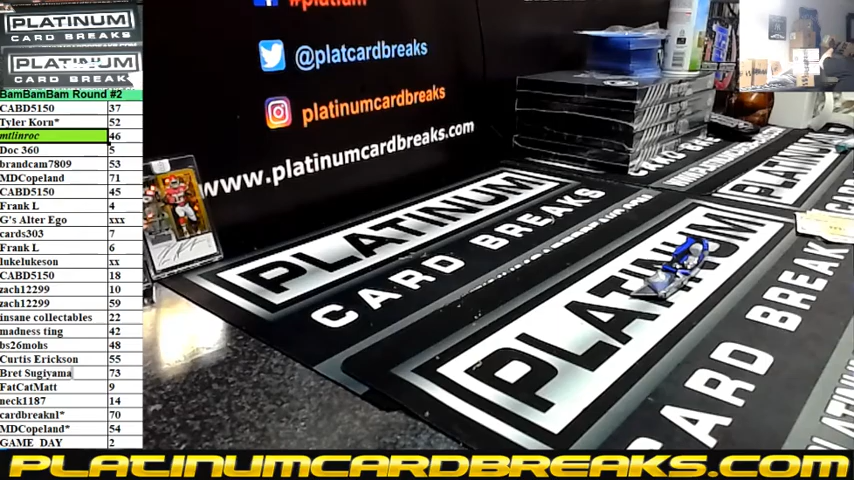 PLATINUM
CARD BREAKS
PLATINUM
CARD BREAK
BamBamBam Round #2
CABD5150 37
Tyler Korn* 52
mtlinroc 46
Doc 360 5
brandcam7809 53
MDCopeland 71
CABD5150 45
Frank L 4
G's Alter Ego xxx
cards303 7
Frank L 6
lukelukeson xx
CABD5150 18
zach12299 10
zach12299 59
insane collectables 22
madness ting 42
bs26mohs 48
Curtis Erickson 55
Bret Sugiyama 73
FatCatMatt 9
neck1187 14
cardbreaknl* 70
MDCopeland* 54
GAME DAY 2
#platinum
@platcardbreaks
platinumcardbreaks
www.platinumcardbreaks.com
PLATINUM
CARD BREAKS
PLATINUM
CARD BREAKS
PLATINUM
CARD BREAKS
PLATINUMCARDBREAKS.COM